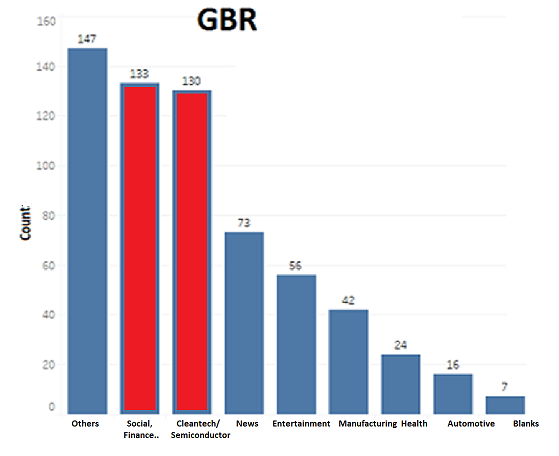 GBR
160
140
120
100
80
60
40
20
0
Count
147
133
130
73
56
42
24
16
7
Others
Social,
Finance..
Cleantech/
Semiconductor
News
Entertainment
Manufacturing
Health
Automotive
Blanks